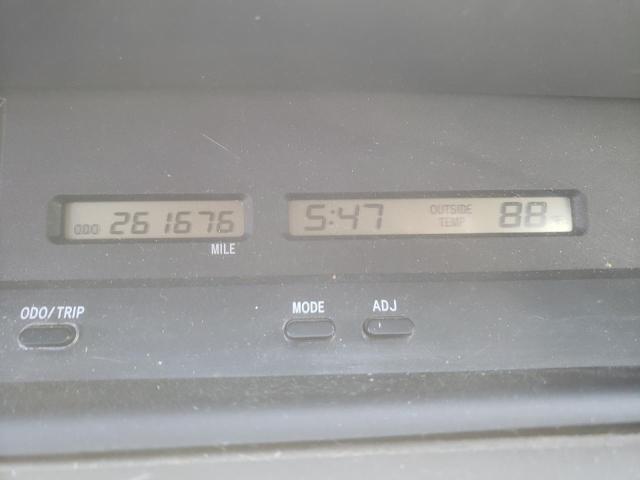 ODO 261676 5:47 OUTSIDE TEMP 88°F
MILE
ODO/TRIP MODE ADJ